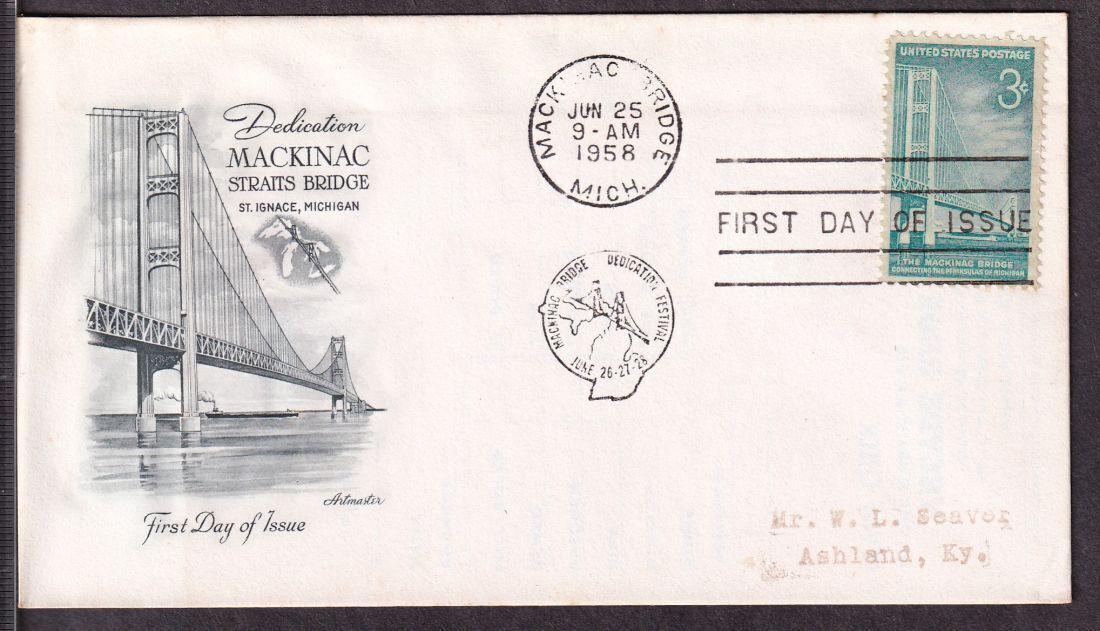 Dedication
MACKINAC
STRAITS BRIDGE
ST. IGNACE, MICHIGAN
Artmaster
First Day of Issue
MACKINAC BRIDGE
JUN 25
9-AM
1958
MICH.
MACKINAC BRIDGE DEDICATION FESTIVAL
JUNE 26-27-28
UNITED STATES POSTAGE
3¢
FIRST DAY OF ISSUE
THE MACKINAC BRIDGE
CONNECTING THE PENINSULAS OF MICHIGAN
Mr. W. L. Seaver
Ashland, Ky.